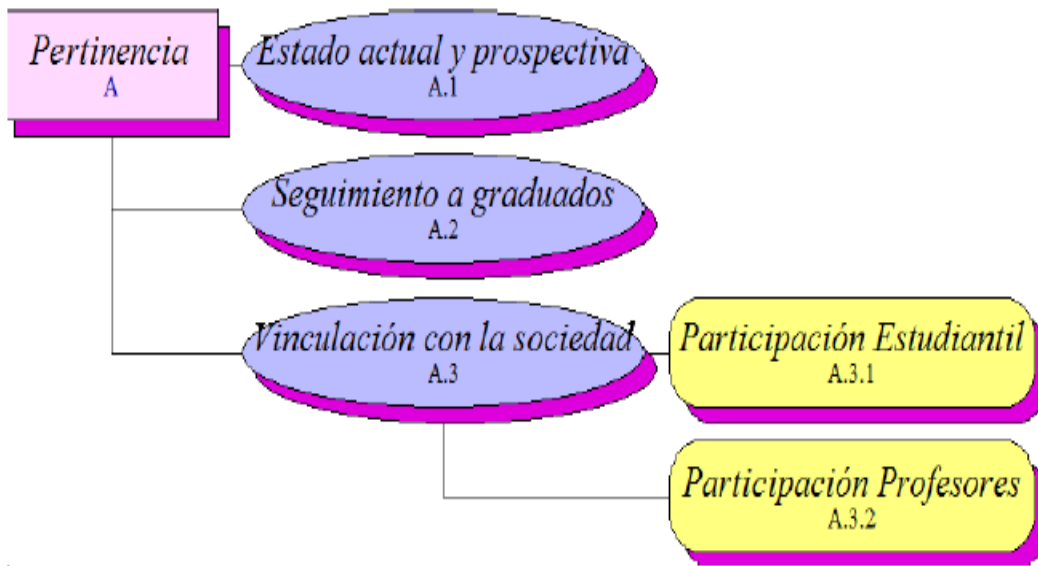 Pertinencia
A
Estado actual y prospectiva
A.1
Seguimiento a graduados
A.2
Vinculación con la sociedad
A.3
Participación Estudiantil
A.3.1
Participación Profesores
A.3.2